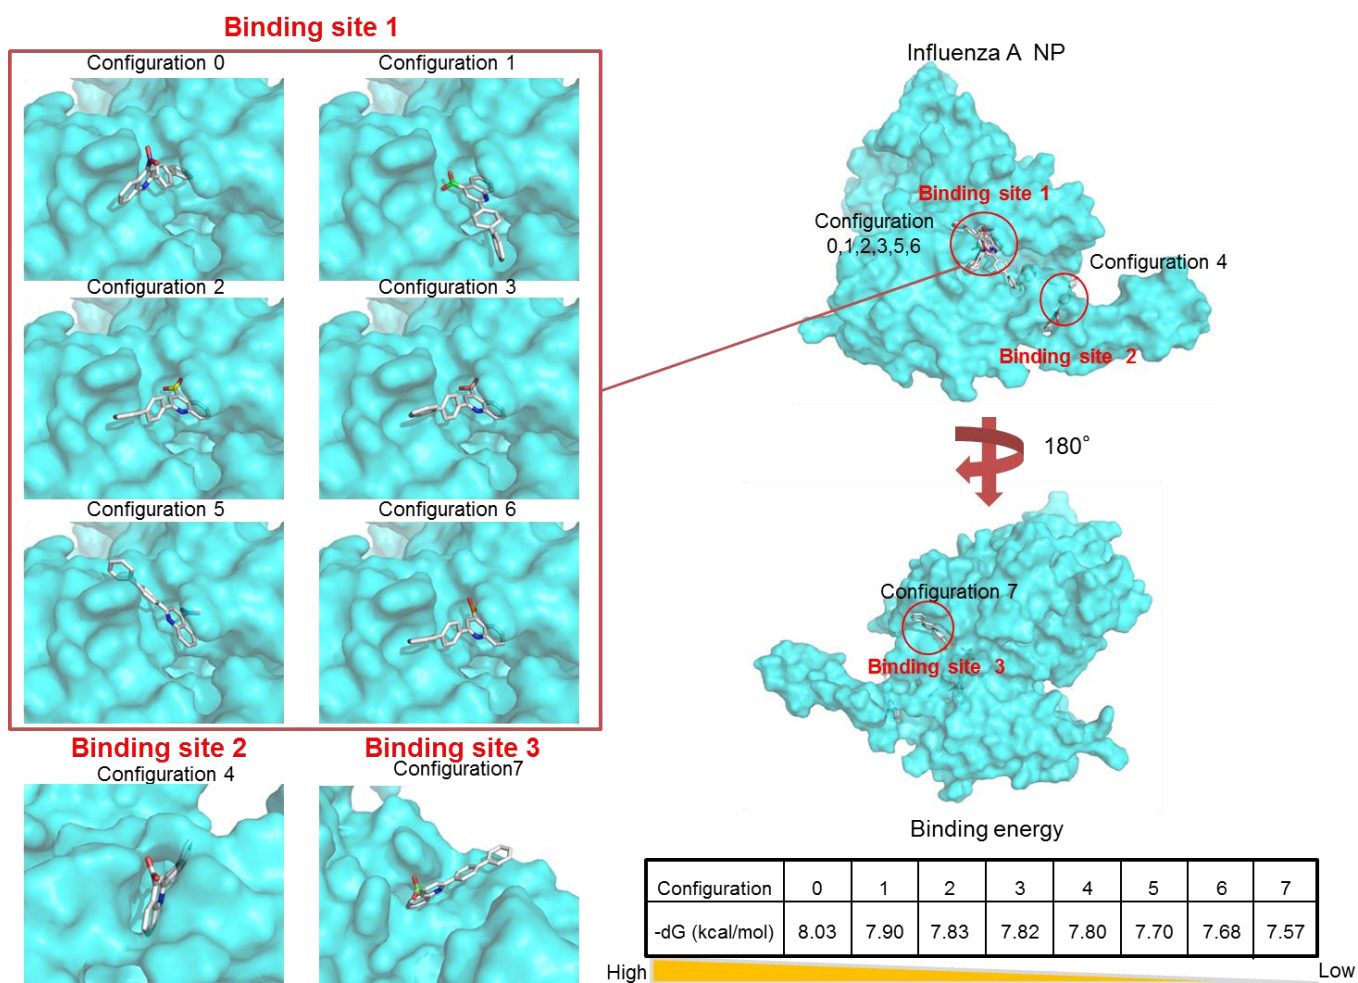 Binding site 1
Configuration 0
Configuration 1
Configuration 2
Configuration 3
Configuration 5
Configuration 6
Binding site 2
Configuration 4
Binding site 3
Configuration7
Influenza A NP
Binding site 1
Configuration
0,1,2,3,5,6
Configuration 4
Binding site 2
180°
Configuration 7
Binding site 3
Binding energy
Configuration 0 1 2 3 4 5 6 7
-dG (kcal/mol) 8.03 7.90 7.83 7.82 7.80 7.70 7.68 7.57
High Low